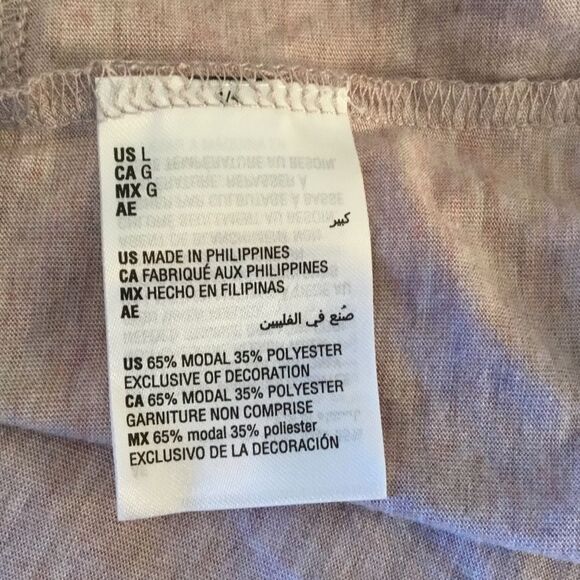 US L
CA G
MX G
AE
كبير
US MADE IN PHILIPPINES
CA FABRIQUÉ AUX PHILIPPINES
MX HECHO EN FILIPINAS
AE
صُنع في الفلبين
US 65% MODAL 35% POLYESTER
EXCLUSIVE OF DECORATION
CA 65% MODAL 35% POLYESTER
GARNITURE NON COMPRISE
MX 65% modal 35% poliester
EXCLUSIVO DE LA DECORACIÓN